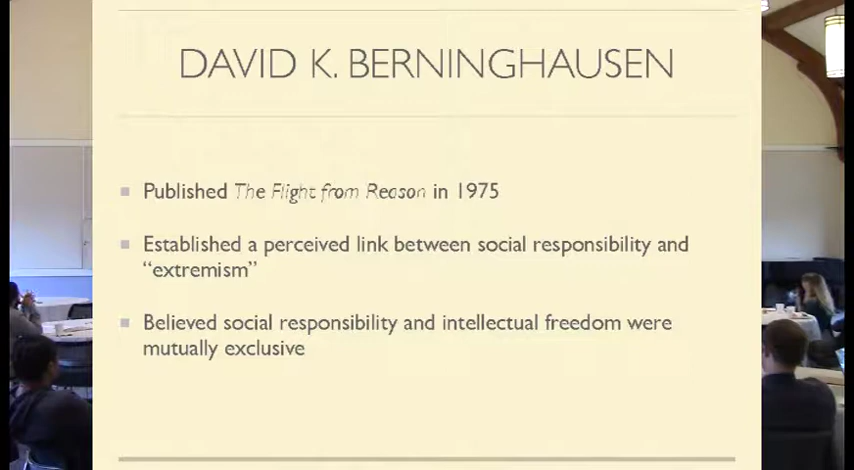 DAVID K. BERNINGHAUSEN
Published The Flight from Reason in 1975
Established a perceived link between social responsibility and
“extremism”
Believed social responsibility and intellectual freedom were
mutually exclusive